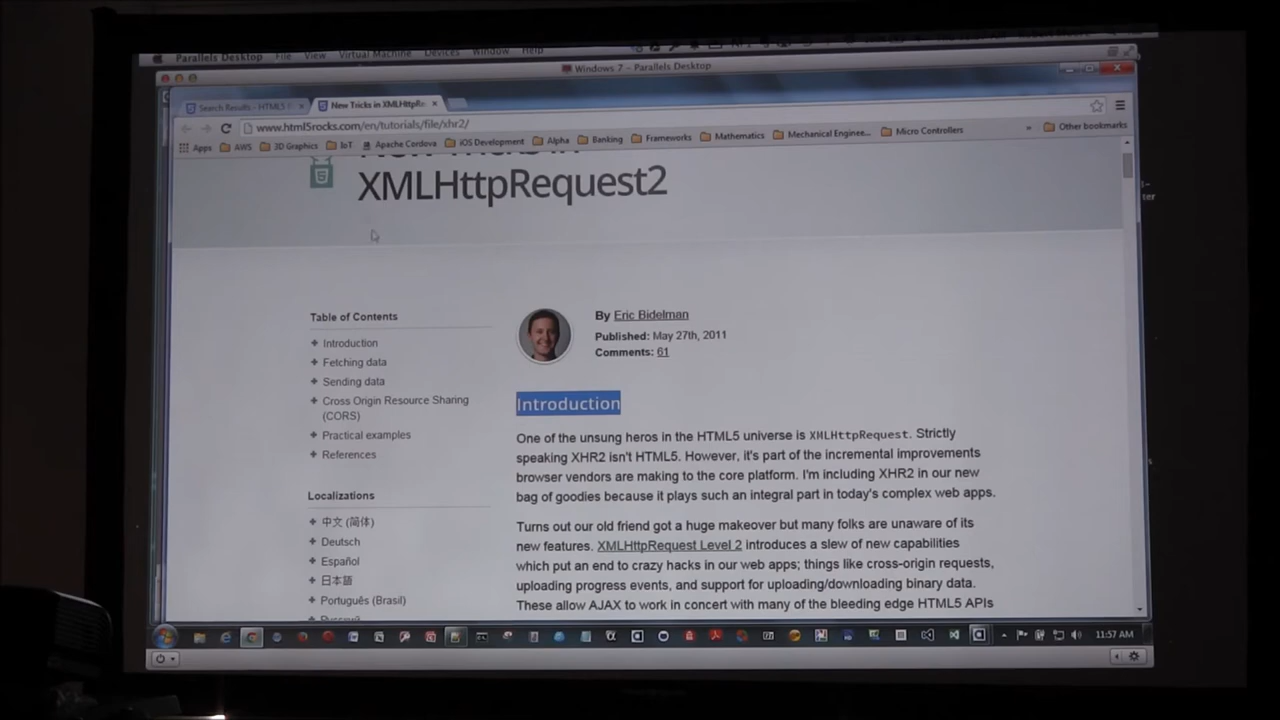 Parallels Desktop File View Virtual Machine Devices Window Help
Windows 7 - Parallels Desktop
Search Results - HTML5 New Tricks in XMLHttpRe
www.html5rocks.com/en/tutorials/file/xhr2/
Apps AWS 3D Graphics IoT Apache Cordova iOS Development Alpha Banking Frameworks Mathematics Mechanical Enginee... Micro Controllers » Other bookmarks
XMLHttpRequest2
Table of Contents
Introduction
Fetching data
Sending data
Cross Origin Resource Sharing
(CORS)
Practical examples
References
Localizations
中文 (简体)
Deutsch
Español
日本語
Português (Brasil)
By Eric Bidelman
Published: May 27th, 2011
Comments: 61
Introduction
One of the unsung heros in the HTML5 universe is XMLHttpRequest. Strictly
speaking XHR2 isn't HTML5. However, it's part of the incremental improvements
browser vendors are making to the core platform. I'm including XHR2 in our new
bag of goodies because it plays such an integral part in today's complex web apps.
Turns out our old friend got a huge makeover but many folks are unaware of its
new features. XMLHttpRequest Level 2 introduces a slew of new capabilities
which put an end to crazy hacks in our web apps; things like cross-origin requests,
uploading progress events, and support for uploading/downloading binary data.
These allow AJAX to work in concert with many of the bleeding edge HTML5 APIs
11:57 AM